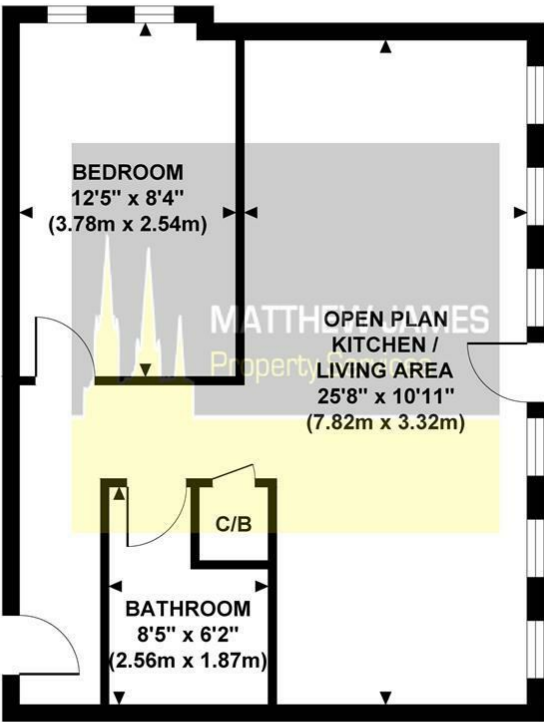 BEDROOM
12'5" x 8'4"
(3.78m x 2.54m)
MATTHEW JAMES
Property Services
OPEN PLAN
KITCHEN /
LIVING AREA
25'8" x 10'11"
(7.82m x 3.32m)
C/B
BATHROOM
8'5" x 6'2"
(2.56m x 1.87m)